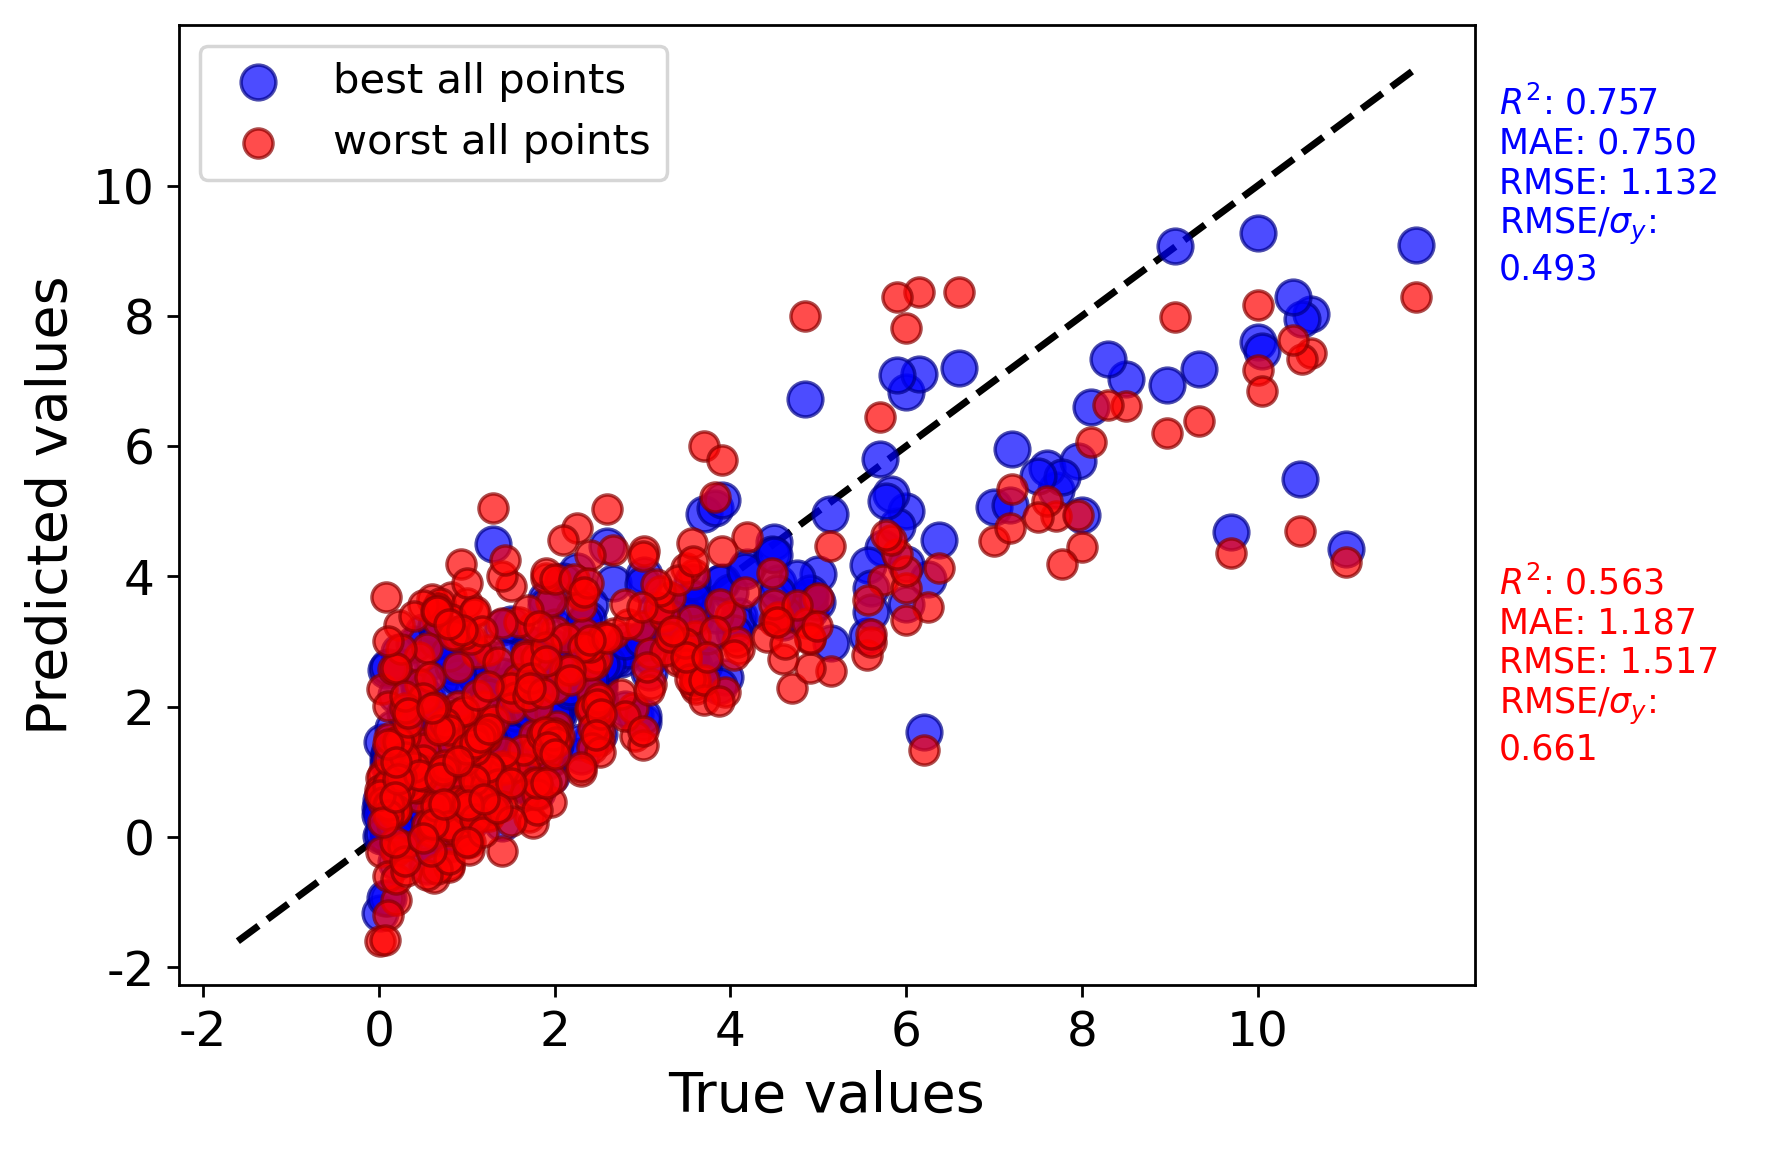 best all points
worst all points
Predicted values
10
8
6
4
2
0
-2
-2
0
2
4
6
8
10
True values
R²: 0.757
MAE: 0.750
RMSE: 1.132
RMSE/σ_y:
0.493
R²: 0.563
MAE: 1.187
RMSE: 1.517
RMSE/σ_y:
0.661